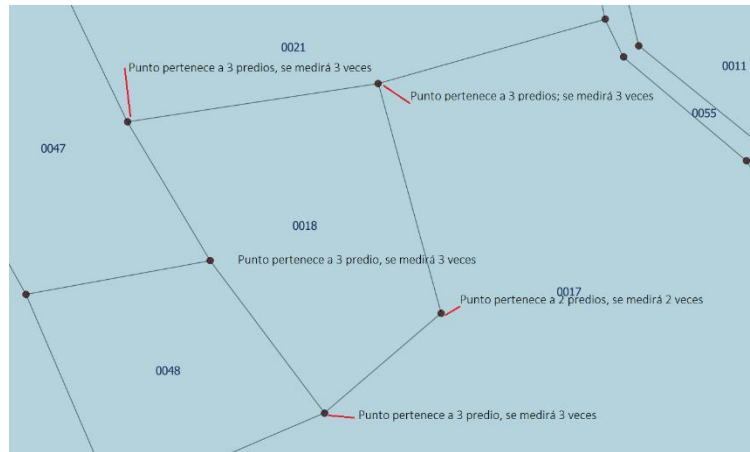 0021
Punto pertenece a 3 predios, se medirá 3 veces
0011
Punto pertenece a 3 predios; se medirá 3 veces
0055
0047
0018
Punto pertenece a 3 predio, se medirá 3 veces
0017
Punto pertenece a 2 predios, se medirá 2 veces
0048
Punto pertenece a 3 predio, se medirá 3 veces